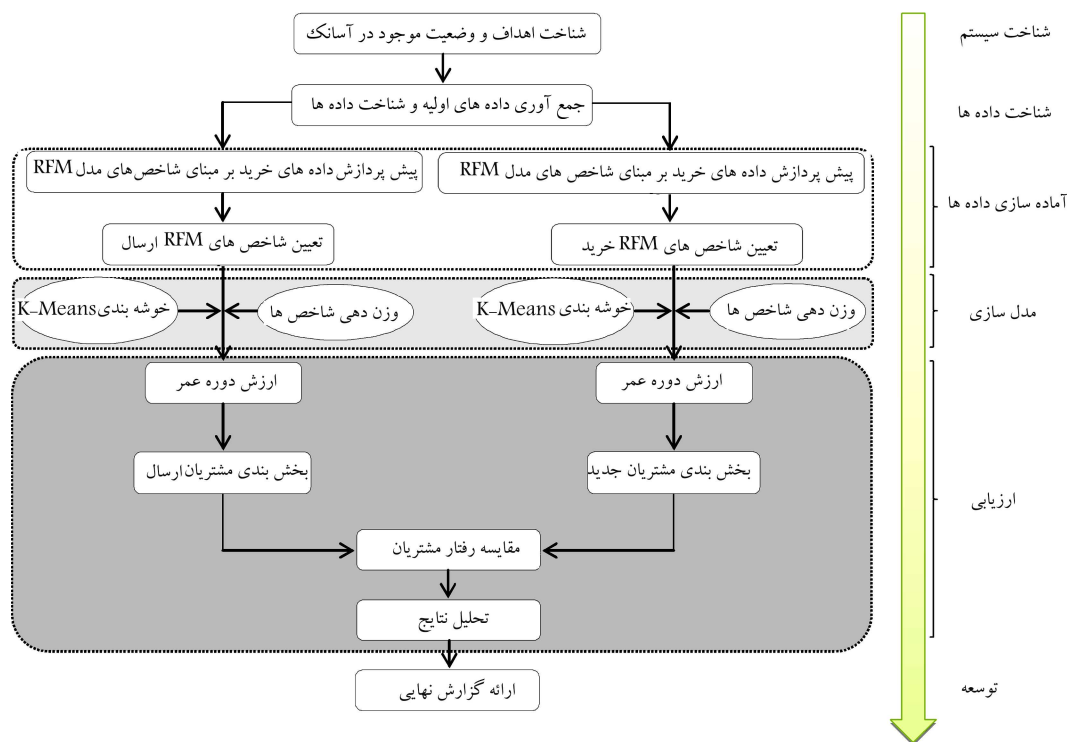 شناخت اهداف و وضعیت موجود در آسانک
شناخت سیستم
جمع آوری داده های اولیه و شناخت داده ها
شناخت داده ها
پیش پردازش داده های خرید بر مبنای شاخص های مدل RFM
پیش پردازش داده های خرید بر مبنای شاخص‌های مدل RFM
آماده سازی داده ها
تعیین شاخص های RFM خرید
تعیین شاخص های RFM ارسال
وزن دهی شاخص ها
خوشه بندی K-Means
وزن دهی شاخص ها
خوشه بندی K-Means
مدل سازی
ارزش دوره عمر
ارزش دوره عمر
بخش بندی مشتریان جدید
بخش بندی مشتریان ارسال
ارزیابی
مقایسه رفتار مشتریان
تحلیل نتایج
ارائه گزارش نهایی
توسعه